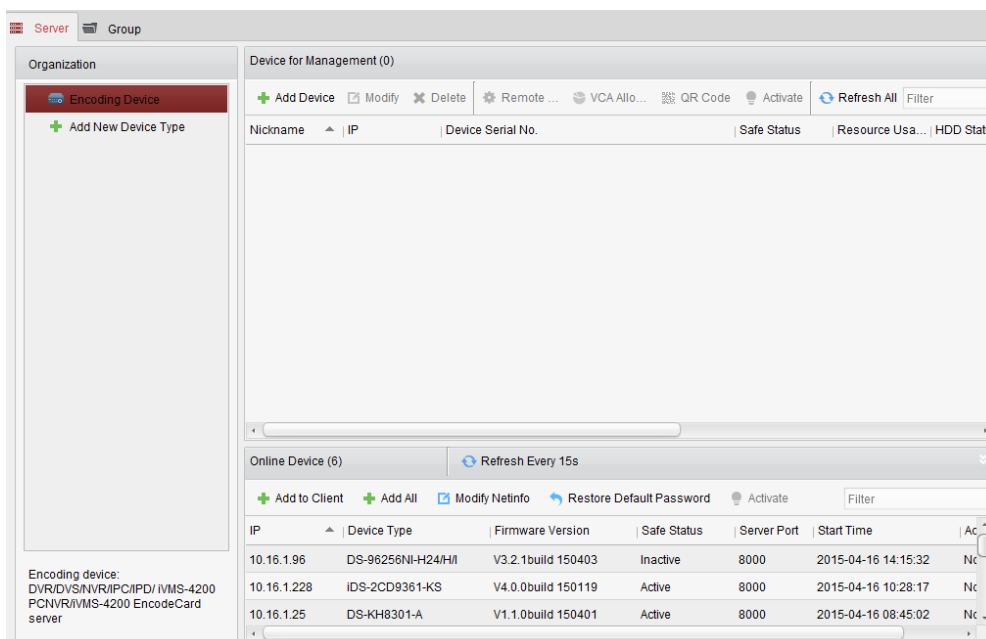 Server Group
Organization
Encoding Device
Add New Device Type
Encoding device:
DVR/DVS/NVR/IPC/IPD/ iVMS-4200
PCNVR/iVMS-4200 EncodeCard
server
Device for Management (0)
Add Device Modify Delete Remote ... VCA Allo... QR Code Activate Refresh All Filter
Nickname IP Device Serial No. Safe Status Resource Usa... HDD Stat
Online Device (6) Refresh Every 15s
Add to Client Add All Modify Netinfo Restore Default Password Activate Filter
IP Device Type Firmware Version Safe Status Server Port Start Time Ad
10.16.1.96 DS-96256NI-H24/H/I V3.2.1build 150403 Inactive 8000 2015-04-16 14:15:32 No
10.16.1.228 iDS-2CD9361-KS V4.0.0build 150119 Active 8000 2015-04-16 10:28:17 No
10.16.1.25 DS-KH8301-A V1.1.0build 150401 Active 8000 2015-04-16 08:45:02 No